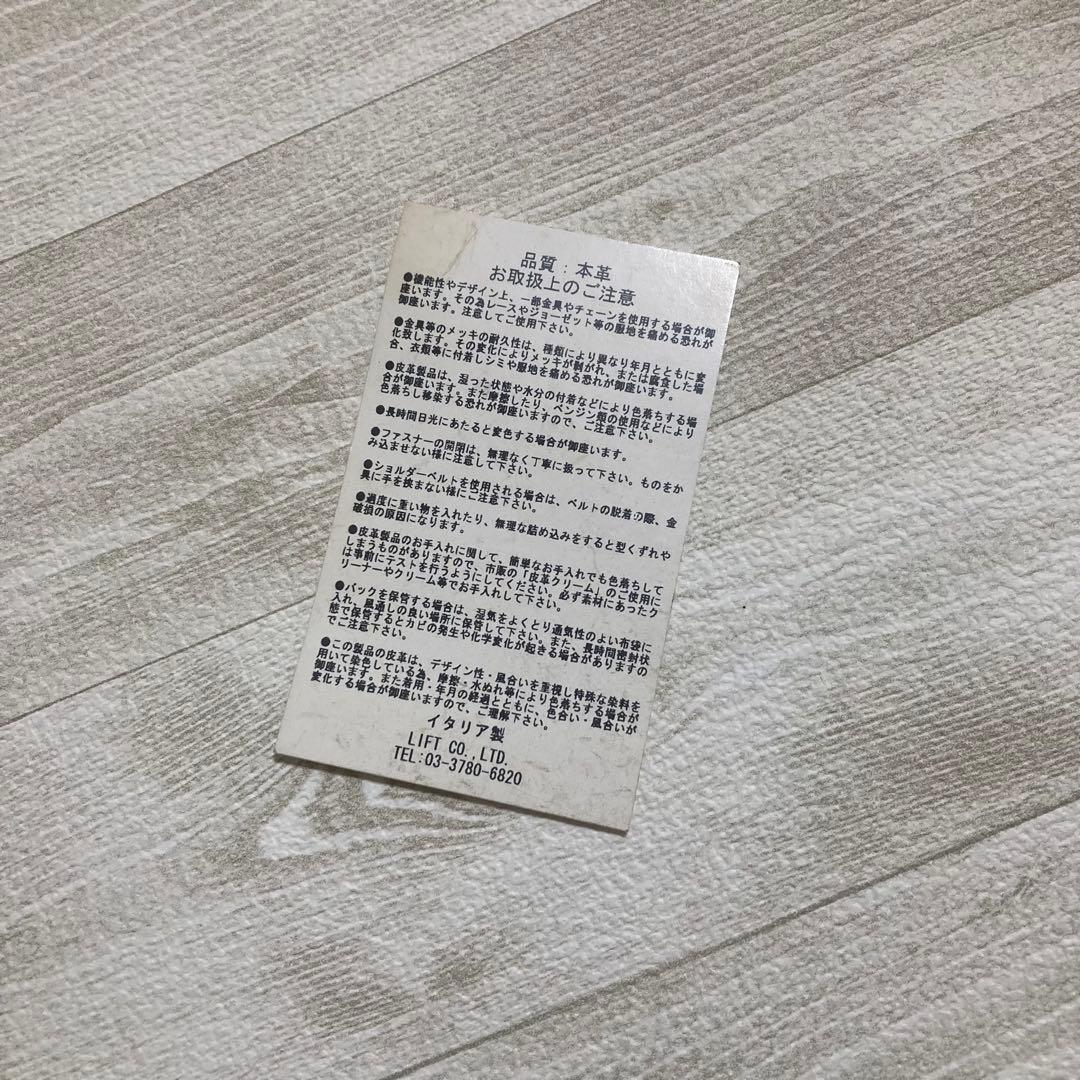 品質：本革
お取扱上のご注意
●機能性やデザイン上、一部金具やチェーンを使用する場合が御
座います。その為レースやジョーゼット等の服地を痛める恐れが
御座います。注意してご使用下さい。
●金具等のメッキの耐久性は、種類により異なり年月とともに変
化致します。その変化によりメッキが剥がれ、または腐食した場
合、衣類等に付着しシミや服地を痛める恐れが御座います。
●皮革製品は、湿った状態や水分の付着などにより色落ちする場
合が御座います。また摩擦したり、ベンジン類の使用などにより
色落ちし移染する恐れが御座いますので、ご注意下さい。
●長時間日光にあたると変色する場合が御座います。
●ファスナーの開閉は、無理なく丁寧に扱って下さい。ものをか
み込ませない様に注意して下さい。
●ショルダーベルトを使用される場合は、ベルトの脱着の際、金
具に手を挟まない様にご注意下さい。
●過度に重い物を入れたり、無理な詰め込みをすると型くずれや
破損の原因になります。
●皮革製品のお手入れに関して、簡単なお手入れでも色落ちして
しまうものがありますので、市販の「皮革クリーム」のご使用に
は事前にテストを行うようにしてください。必ず素材にあったク
リーナーやクリーム等でお手入れして下さい。
●バックを保管する場合は、湿気をよくとり通気性のよい布袋に
入れ、風通しの良い場所に保管して下さい。また、長時間密封状
態で保管するとカビの発生や化学変化が起きる場合がありますの
でご注意下さい。
●この製品の皮革は、デザイン性・風合いを重視し特殊な染料を
用いて染色している為、摩擦・水ぬれ等により色落ちする場合が
御座います。また着用・年月の経過とともに、色合い・風合いが
変化する場合が御座いますので、ご理解下さい。
イタリア製
LIFT CO.,LTD.
TEL:03-3780-6820